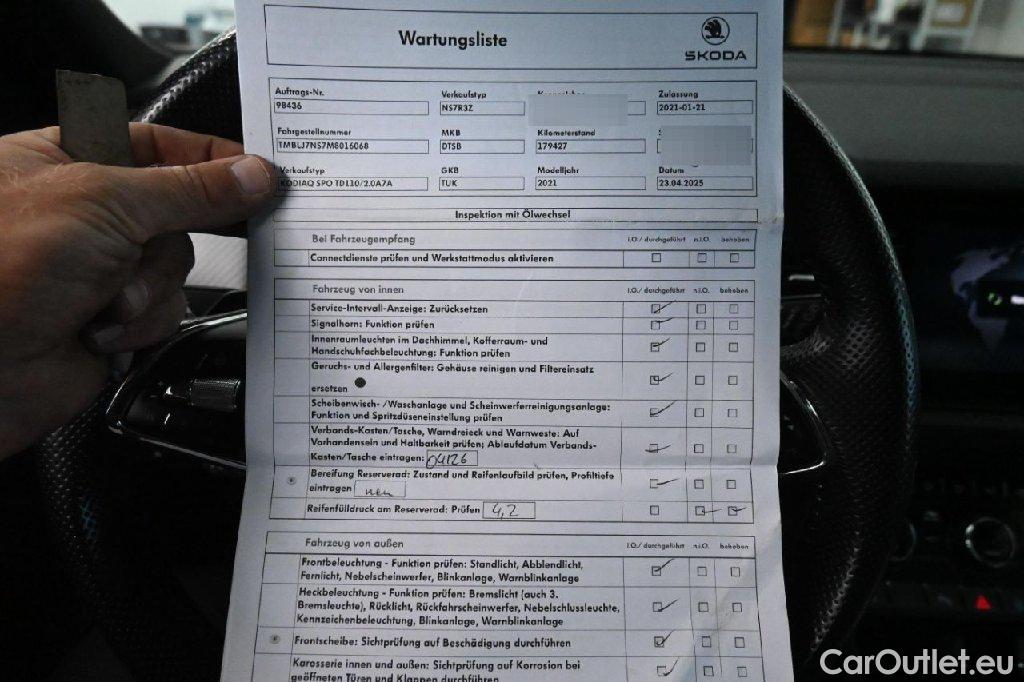 Wartungsliste
SKODA
Auftrags-Nr. Verkaufstyp Zulassung
98436 NS7R3Z 2021-01-21
Fahrgestellnummer MKB Kilometerstand
TMBLJ7NS7M8016068 DTSB 179427
Verkaufstyp GKB Modelljahr Datum
KODIAQ SPO TD110/2.0A7A TUK 2021 23.04.2025
Inspektion mit Ölwechsel
Bei Fahrzeugempfang i.O./ durchgeführt n.i.O. behoben
Connectdienste prüfen und Werkstattmodus aktivieren
Fahrzeug von innen i.O./ durchgeführt n.i.O. behoben
Service-Intervall-Anzeige: Zurücksetzen
Signalhorn: Funktion prüfen
Innenraumleuchten im Dachhimmel, Kofferraum- und
Handschuhfachbeleuchtung: Funktion prüfen
Geruchs- und Allergenfilter: Gehäuse reinigen und Filtereinsatz
ersetzen
Scheibenwisch- /Waschanlage und Scheinwerferreinigungsanlage:
Funktion und Spritzdüseneinstellung prüfen
Verbands-Kasten/Tasche, Warndreieck und Warnweste: Auf
Vorhandensein und Haltbarkeit prüfen; Ablaufdatum Verbands-
Kasten/Tasche eintragen: 04126
Bereifung Reserverad: Zustand und Reifenlaufbild prüfen, Profiltiefe
eintragen neu
Reifenfülldruck am Reserverad: Prüfen 4,2
Fahrzeug von außen i.O./ durchgeführt n.i.O. behoben
Frontbeleuchtung - Funktion prüfen: Standlicht, Abblendlicht,
Fernlicht, Nebelscheinwerfer, Blinkanlage, Warnblinkanlage
Heckbeleuchtung - Funktion prüfen: Bremslicht (auch 3.
Bremsleuchte), Rücklicht, Rückfahrscheinwerfer, Nebelschlussleuchte,
Kennzeichenbeleuchtung, Blinkanlage, Warnblinkanlage
Frontscheibe: Sichtprüfung auf Beschädigung durchführen
Karosserie innen und außen: Sichtprüfung auf Korrosion bei
geöffneten Türen und Klappen durchführen
CarOutlet.eu